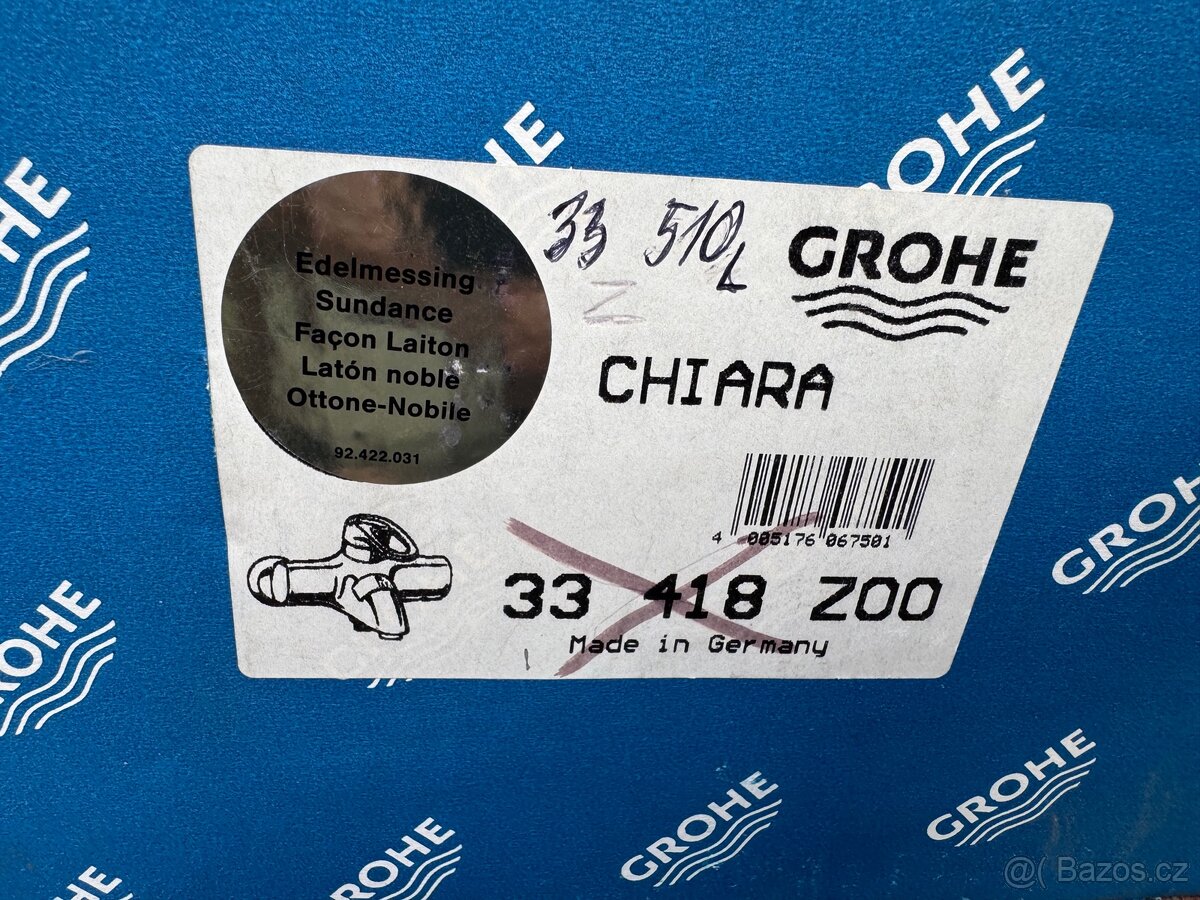 GROHE
GROHE
33 510
GROHE
Edelmessing
Sundance
Façon Laiton
Latón noble
Ottone-Nobile
92.422.031
CHIARA
4 005176 067501
33 418 Z00
Made in Germany
GROHE
GROHE
GROHE
GROHE
GROHE
@( Bazos.cz